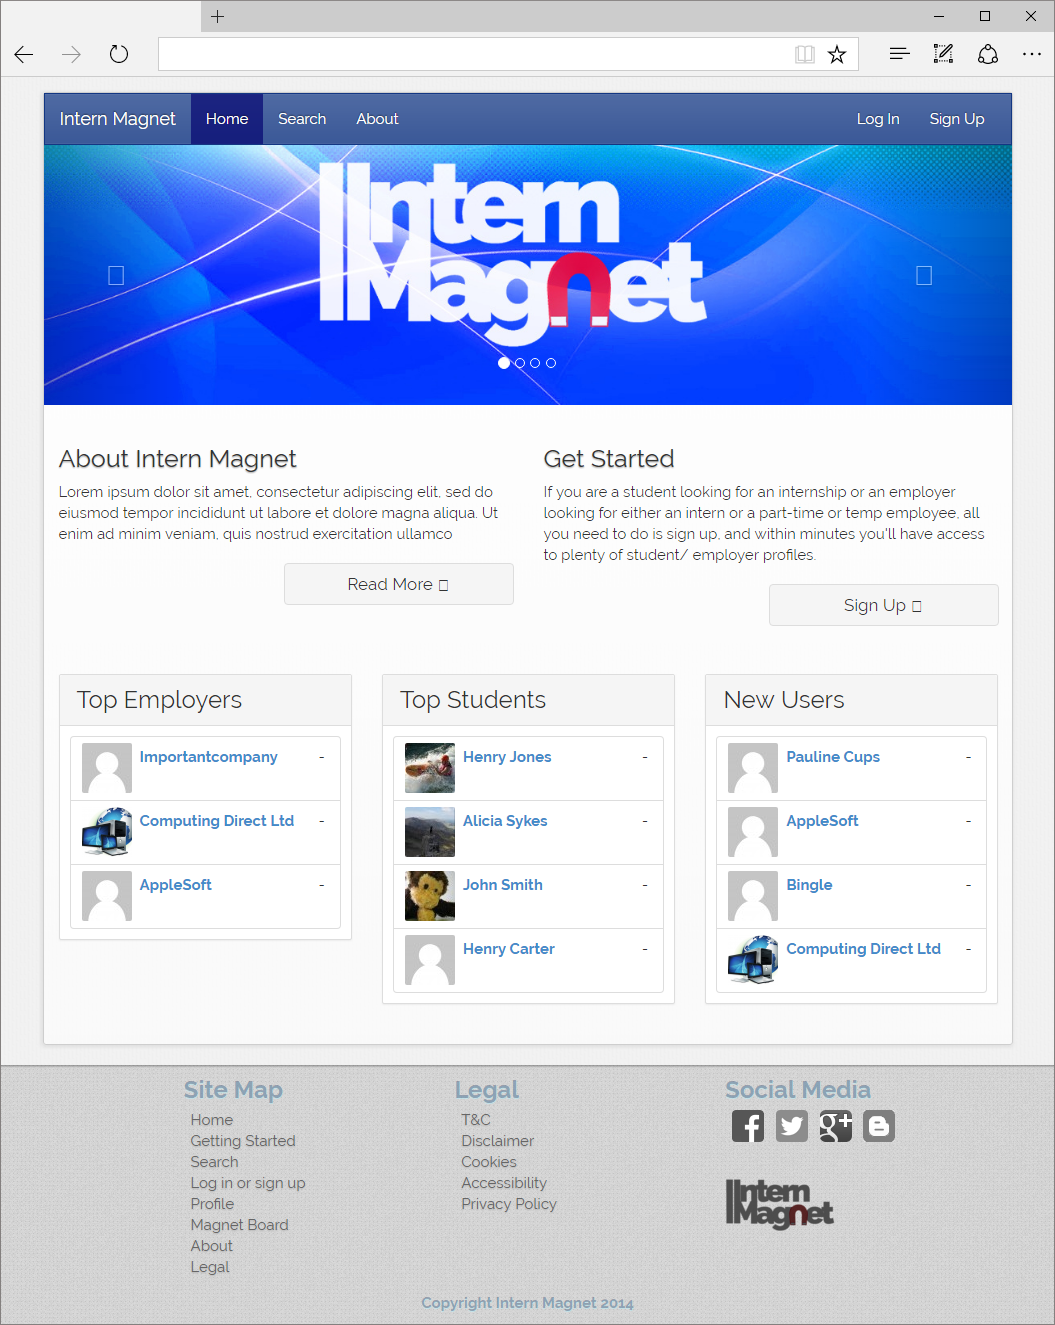 Intern Magnet
Home
Search
About
Log In
Sign Up
Intern
Magnet
About Intern Magnet
Lorem ipsum dolor sit amet, consectetur adipiscing elit, sed do
eiusmod tempor incididunt ut labore et dolore magna aliqua. Ut
enim ad minim veniam, quis nostrud exercitation ullamco
Read More
Get Started
If you are a student looking for an internship or an employer
looking for either an intern or a part-time or temp employee, all
you need to do is sign up, and within minutes you'll have access
to plenty of student/ employer profiles.
Sign Up
Top Employers
Importantcompany -
Computing Direct Ltd -
AppleSoft -
Top Students
Henry Jones -
Alicia Sykes -
John Smith -
Henry Carter -
New Users
Pauline Cups -
AppleSoft -
Bingle -
Computing Direct Ltd -
Site Map
Home
Getting Started
Search
Log in or sign up
Profile
Magnet Board
About
Legal
Legal
T&C
Disclaimer
Cookies
Accessibility
Privacy Policy
Social Media
Intern
Magnet
Copyright Intern Magnet 2014